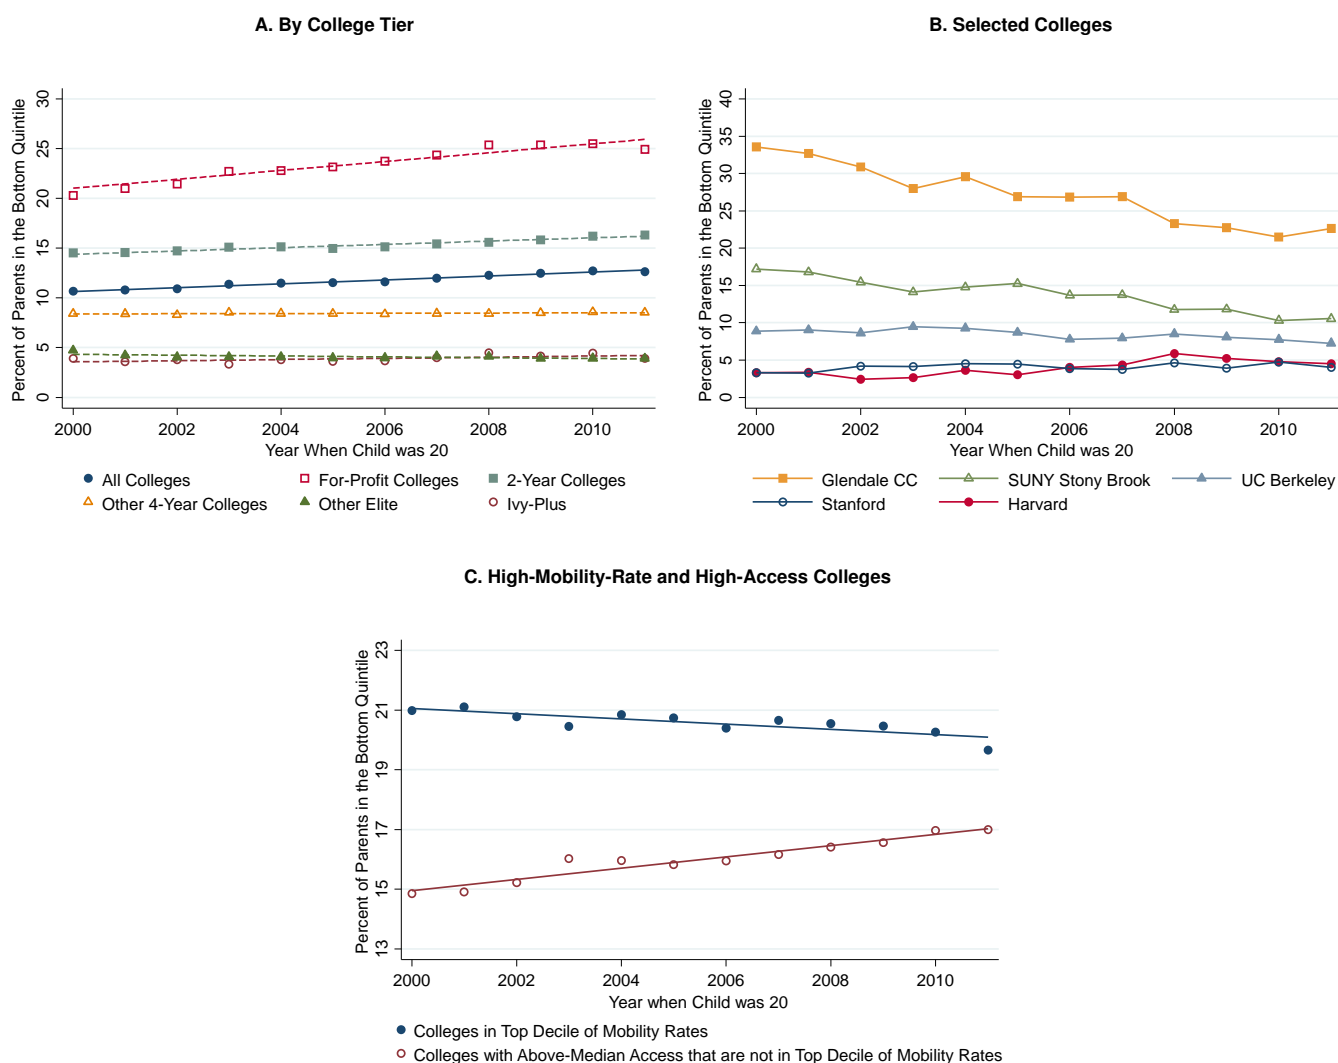 A. By College Tier
Percent of Parents in the Bottom Quintile
30
25
20
15
10
5
0
2000 2002 2004 2006 2008 2010
Year When Child was 20
All Colleges For-Profit Colleges 2-Year Colleges
Other 4-Year Colleges Other Elite Ivy-Plus
B. Selected Colleges
Percent of Parents in the Bottom Quintile
40
35
30
25
20
15
10
5
0
2000 2002 2004 2006 2008 2010
Year When Child was 20
Glendale CC SUNY Stony Brook UC Berkeley
Stanford Harvard
C. High-Mobility-Rate and High-Access Colleges
Percent of Parents in the Bottom Quintile
23
21
19
17
15
13
2000 2002 2004 2006 2008 2010
Year when Child was 20
Colleges in Top Decile of Mobility Rates
Colleges with Above-Median Access that are not in Top Decile of Mobility Rates